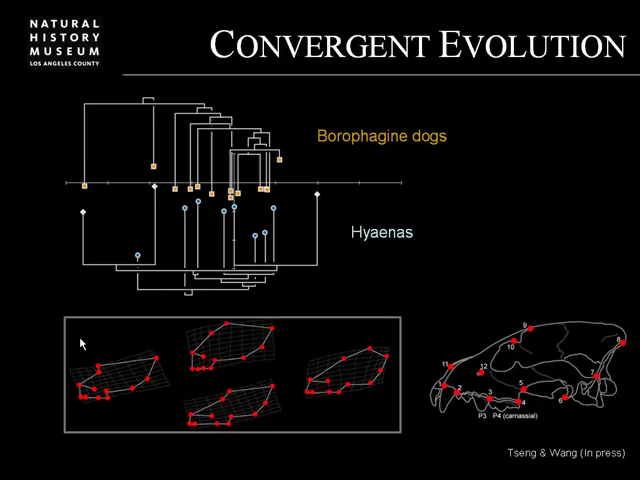 NATURAL
HISTORY
MUSEUM
LOS ANGELES COUNTY
CONVERGENT EVOLUTION
Borophagine dogs
Hyaenas
9
10
8
11
12
7
1
2
5
3
4
6
P3 P4 (carnassial)
Tseng & Wang (In press)